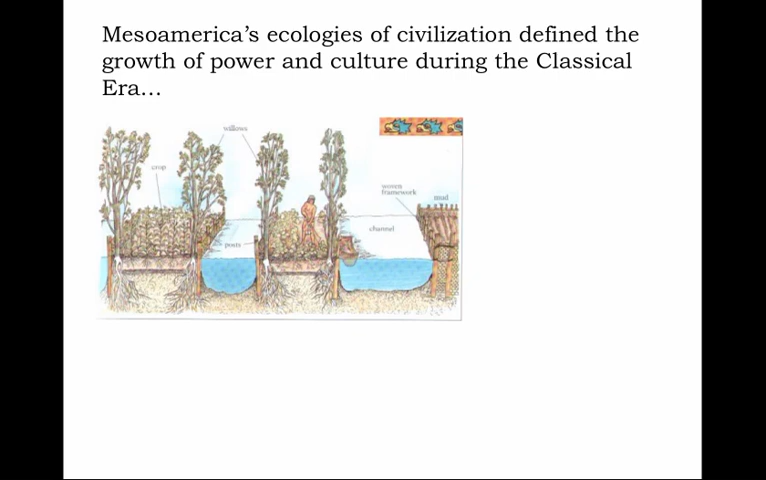 Mesoamerica's ecologies of civilization defined the
growth of power and culture during the Classical
Era…
willows
crop
woven
framework
mud
channel
posts